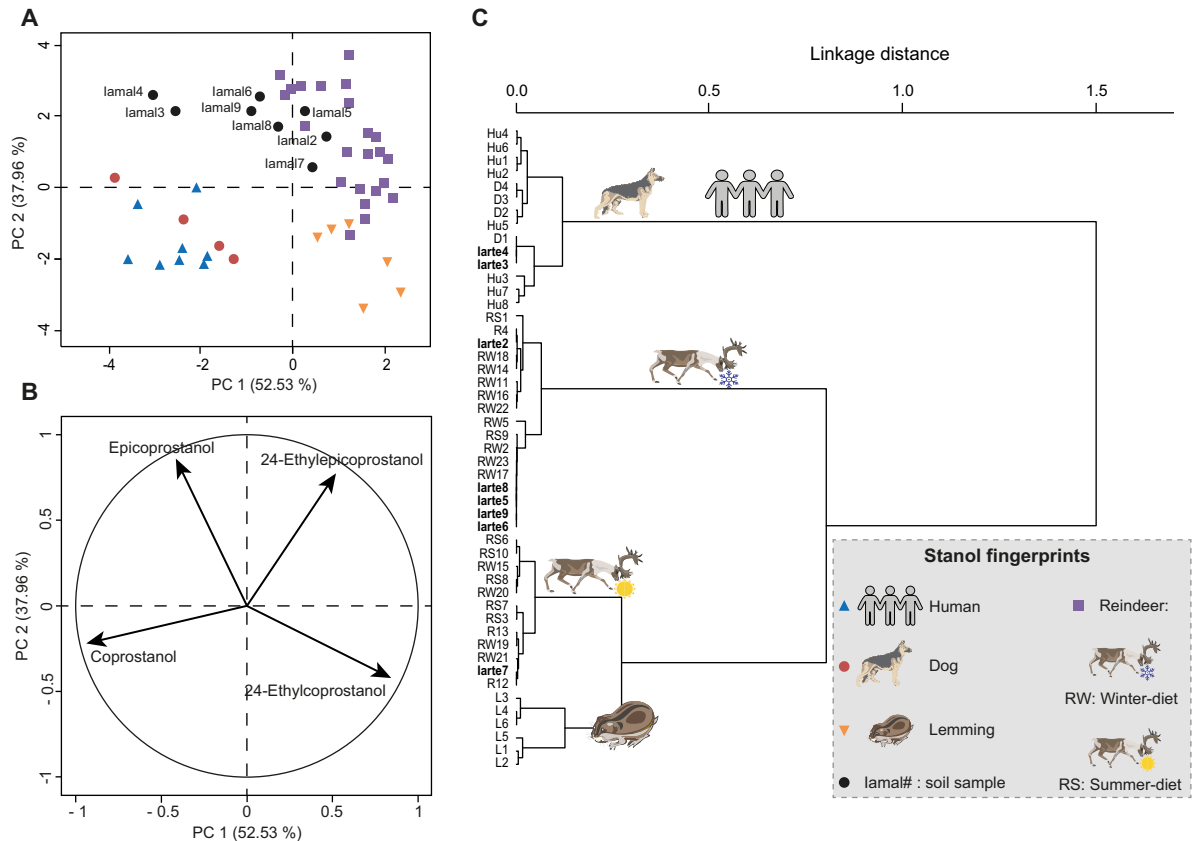 A
4
2
0
-2
-4
-4
-2
0
2
PC 2 (37.96 %)
PC 1 (52.53 %)
Iamal4
Iamal3
Iamal6
Iamal9
Iamal8
Iamal5
Iamal2
Iamal7
B
1
0.5
0
- 0.5
-1
- 1
- 0.5
0
0.5
1
PC 2 (37.96 %)
PC 1 (52.53 %)
Epicoprostanol
24-Ethylepicoprostanol
Coprostanol
24-Ethylcoprostanol
C
Linkage distance
0.0
0.5
1.0
1.5
Hu4
Hu6
Hu1
Hu2
D4
D3
D2
Hu5
D1
Iarte4
Iarte3
Hu3
Hu7
Hu8
RS1
R4
Iarte2
RW18
RW14
RW11
RW16
RW22
RW5
RS9
RW2
RW23
RW17
Iarte8
Iarte5
Iarte9
Iarte6
RS6
RS10
RW15
RS8
RW20
RS7
RS3
R13
RW19
RW21
Iarte7
R12
L3
L4
L6
L5
L1
L2
Stanol fingerprints
Human
Reindeer:
Dog
RW: Winter-diet
Lemming
Iamal# : soil sample
RS: Summer-diet